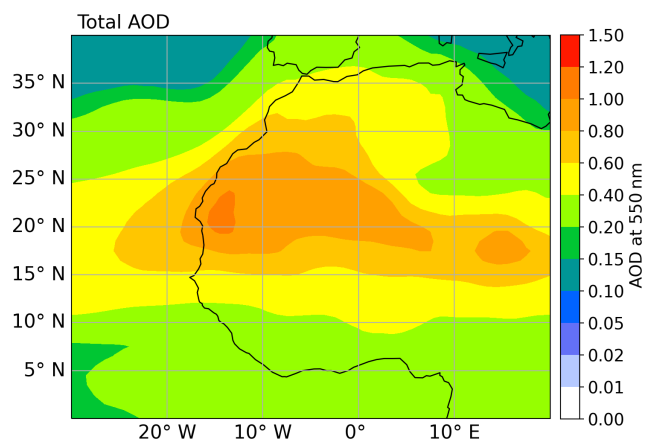 Total AOD
35° N
30° N
25° N
20° N
15° N
10° N
5° N
20° W
10° W
0°
10° E
1.50
1.20
1.00
0.80
0.60
0.40
0.20
0.15
0.10
0.05
0.02
0.01
0.00
AOD at 550 nm